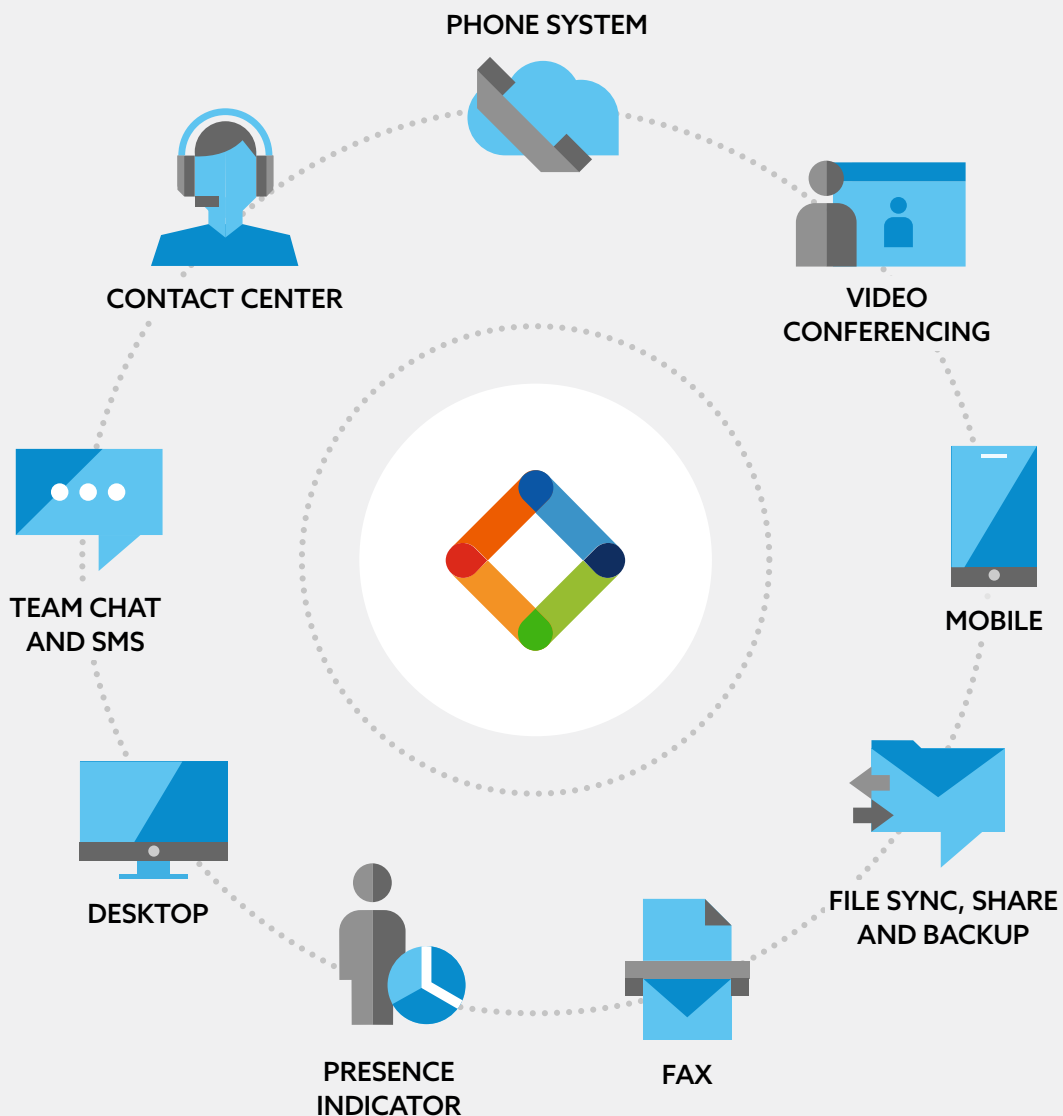 PHONE SYSTEM
CONTACT CENTER
VIDEO
CONFERENCING
TEAM CHAT
AND SMS
MOBILE
DESKTOP
FILE SYNC, SHARE
AND BACKUP
PRESENCE
INDICATOR
FAX